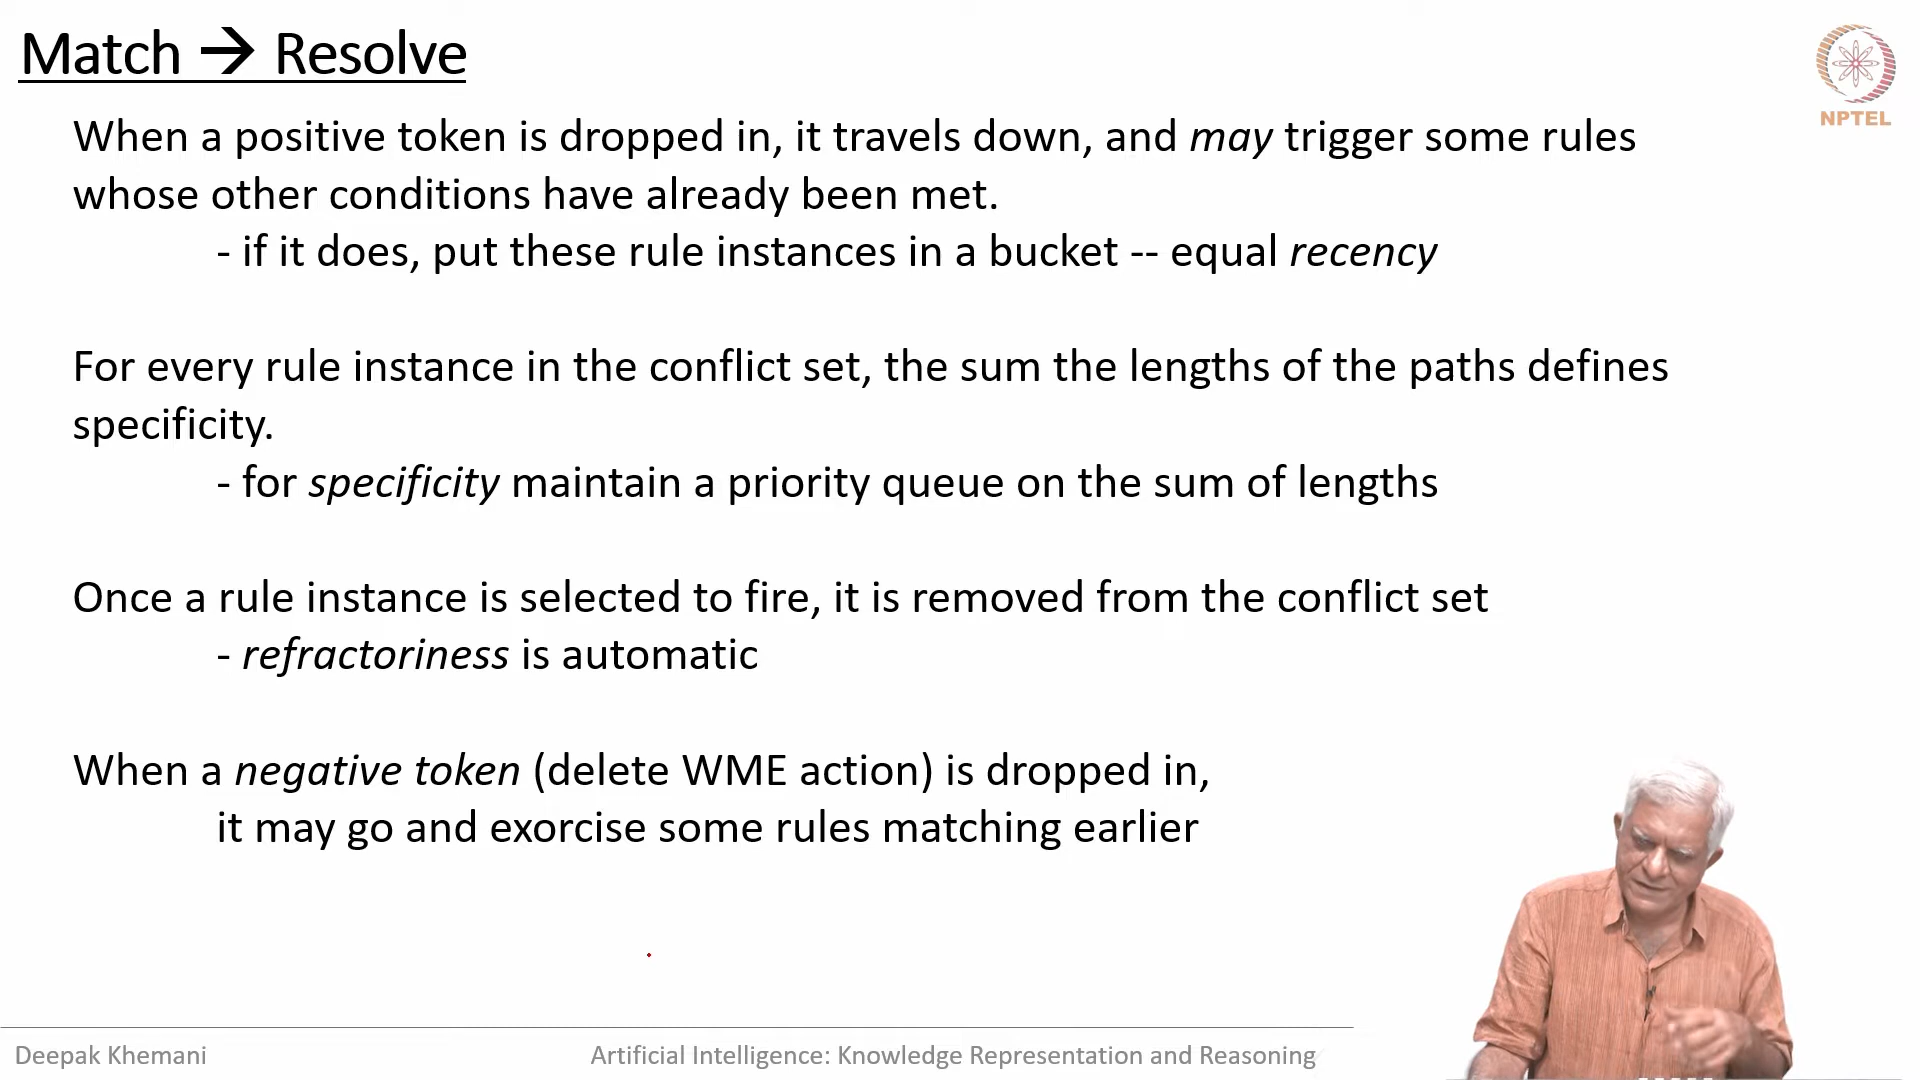 Match → Resolve
NPTEL
When a positive token is dropped in, it travels down, and may trigger some rules
whose other conditions have already been met.
- if it does, put these rule instances in a bucket -- equal recency
For every rule instance in the conflict set, the sum the lengths of the paths defines
specificity.
- for specificity maintain a priority queue on the sum of lengths
Once a rule instance is selected to fire, it is removed from the conflict set
- refractoriness is automatic
When a negative token (delete WME action) is dropped in,
it may go and exorcise some rules matching earlier
Deepak Khemani
Artificial Intelligence: Knowledge Representation and Reasoning